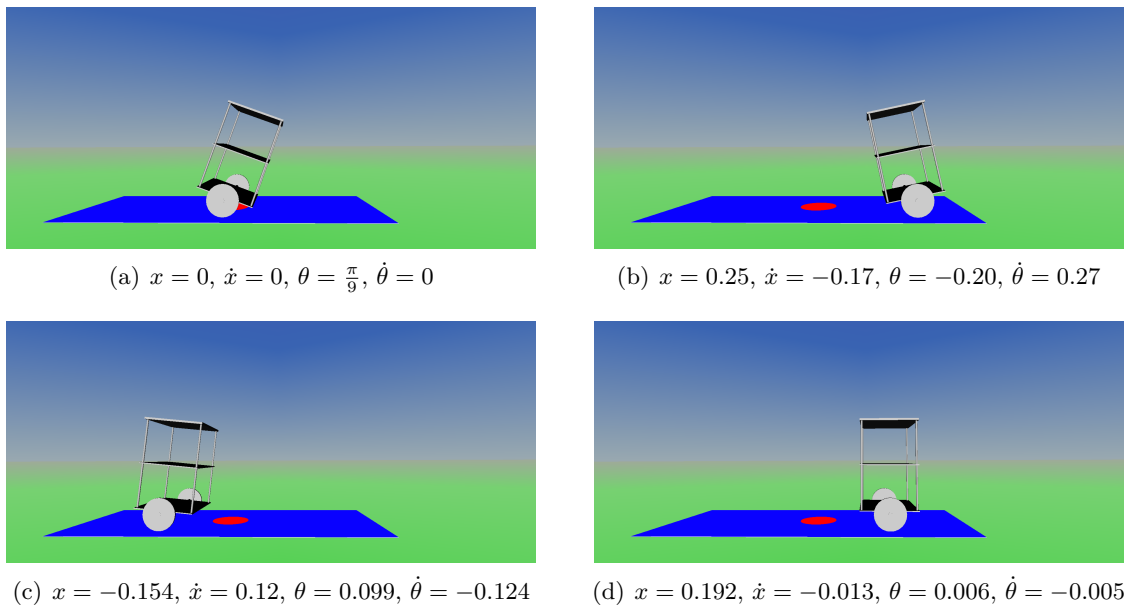 (a) x = 0, ẋ = 0, θ = π/9, θ̇ = 0
(b) x = 0.25, ẋ = −0.17, θ = −0.20, θ̇ = 0.27
(c) x = −0.154, ẋ = 0.12, θ = 0.099, θ̇ = −0.124
(d) x = 0.192, ẋ = −0.013, θ = 0.006, θ̇ = −0.005